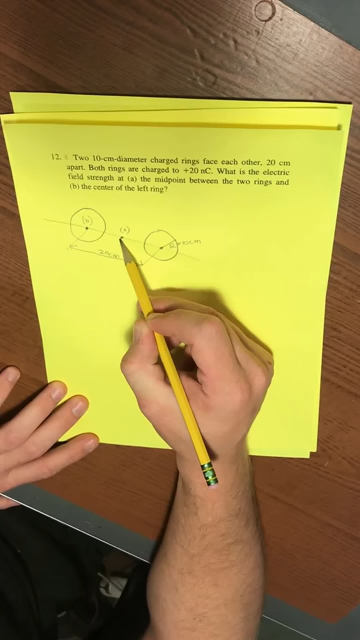 12. Two 10-cm-diameter charged rings face each other, 20 cm
apart. Both rings are charged to +20 nC. What is the electric
field strength at (a) the midpoint between the two rings and
(b) the center of the left ring?
(b)
(a)